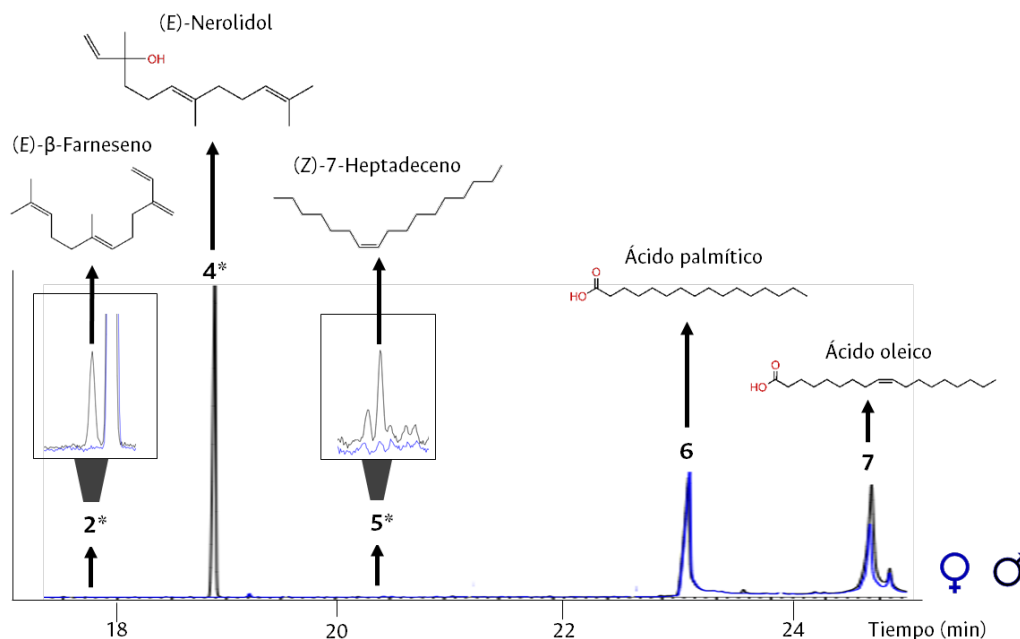 (E)-Nerolidol
OH
(E)-β-Farneseno
(Z)-7-Heptadeceno
4*
Ácido palmítico
O
HO
Ácido oleico
O
HO
6
7
2*
5*
18
20
22
24
Tiempo (min)